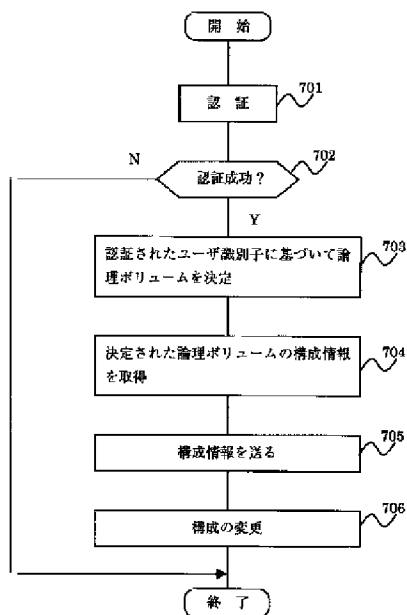 開 始
認 証
701
N
認証成功？
702
Y
認証されたユーザ識別子に基づいて論
理ボリュームを決定
703
決定された論理ボリュームの構成情報
を取得
704
構成情報を送る
705
構成の変更
706
終 了